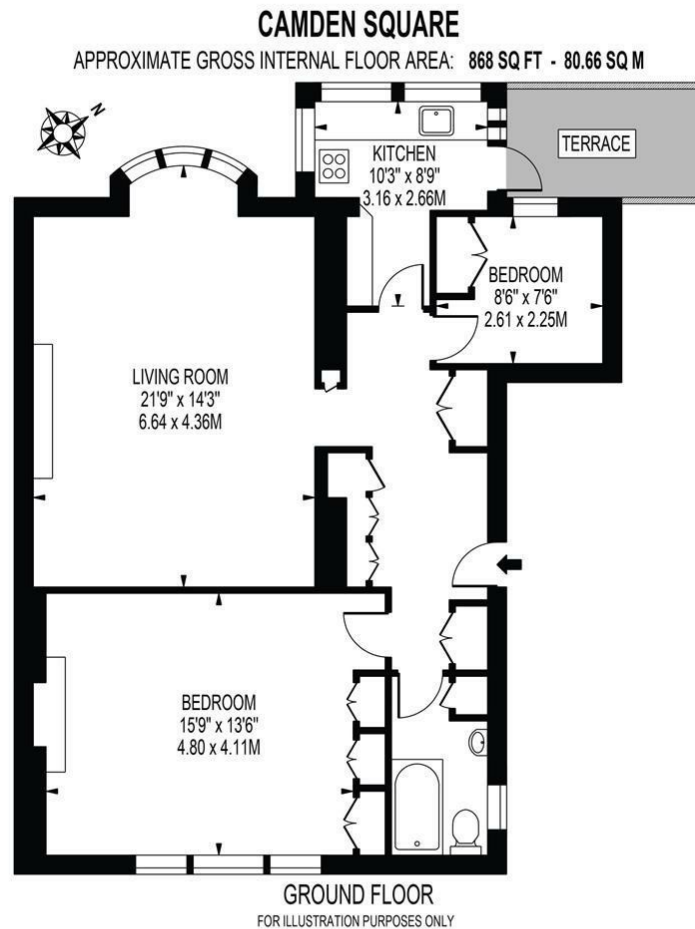 CAMDEN SQUARE
APPROXIMATE GROSS INTERNAL FLOOR AREA: 868 SQ FT - 80.66 SQ M
N
KITCHEN
10'3" x 8'9"
3.16 x 2.66M
TERRACE
BEDROOM
8'6" x 7'6"
2.61 x 2.25M
LIVING ROOM
21'9" x 14'3"
6.64 x 4.36M
BEDROOM
15'9" x 13'6"
4.80 x 4.11M
GROUND FLOOR
FOR ILLUSTRATION PURPOSES ONLY